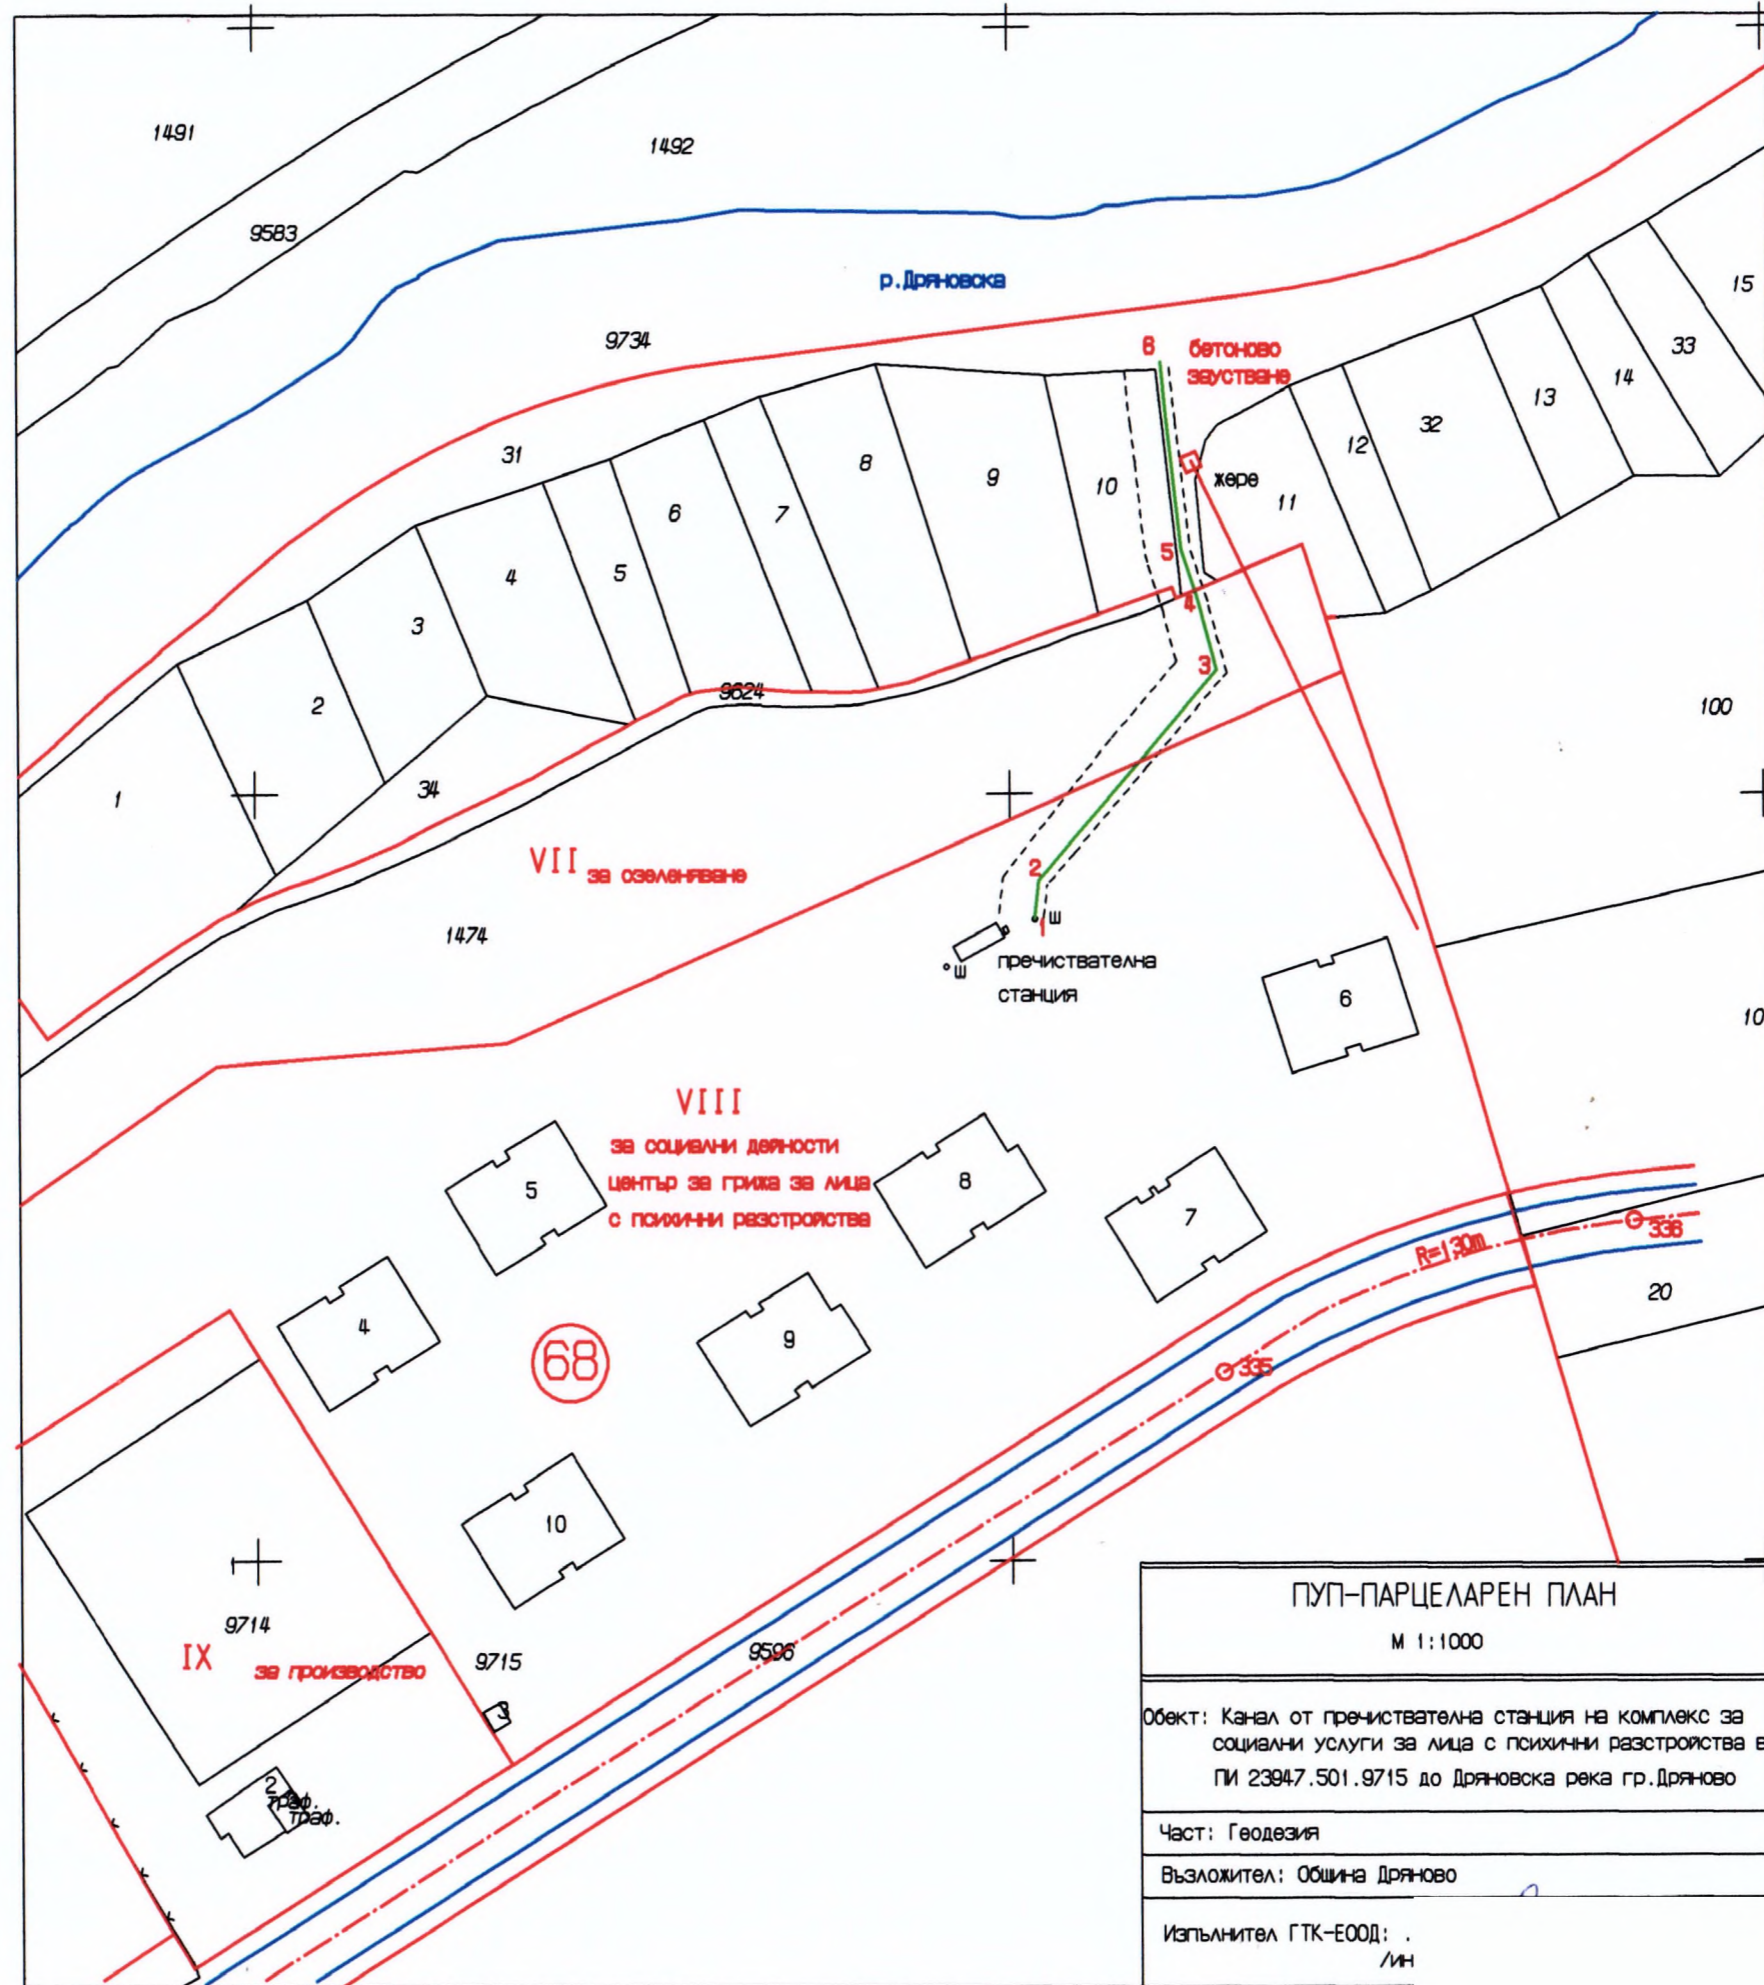 1491
1492
9583
р.Дряновска
15
9734
6 бетоново
заустване
33
14
13
32
12
31
8
9
10
жере
11
6
7
5
4
5
4
3
3
9624
2
100
34
1
VII за озеленяване
2
1474
1 Ш
Ш пречиствателна
станция
6
10
VIII
за социални дейности
център за грижа за лица
с психични разстройства
5
8
7
R=130m
336
20
4
9
68
335
10
9714
IX за производство
9715
9596
3
2
траф.
траф.
ПУП-ПАРЦЕЛАРЕН ПЛАН
М 1:1000
Обект: Канал от пречиствателна станция на комплекс за
социални услуги за лица с психични разстройства в
ПИ 23947.501.9715 до Дряновска река гр.Дряново
Част: Геодезия
Възложител: Община Дряново
Изпълнител ГТК-ЕООД: .
/ин